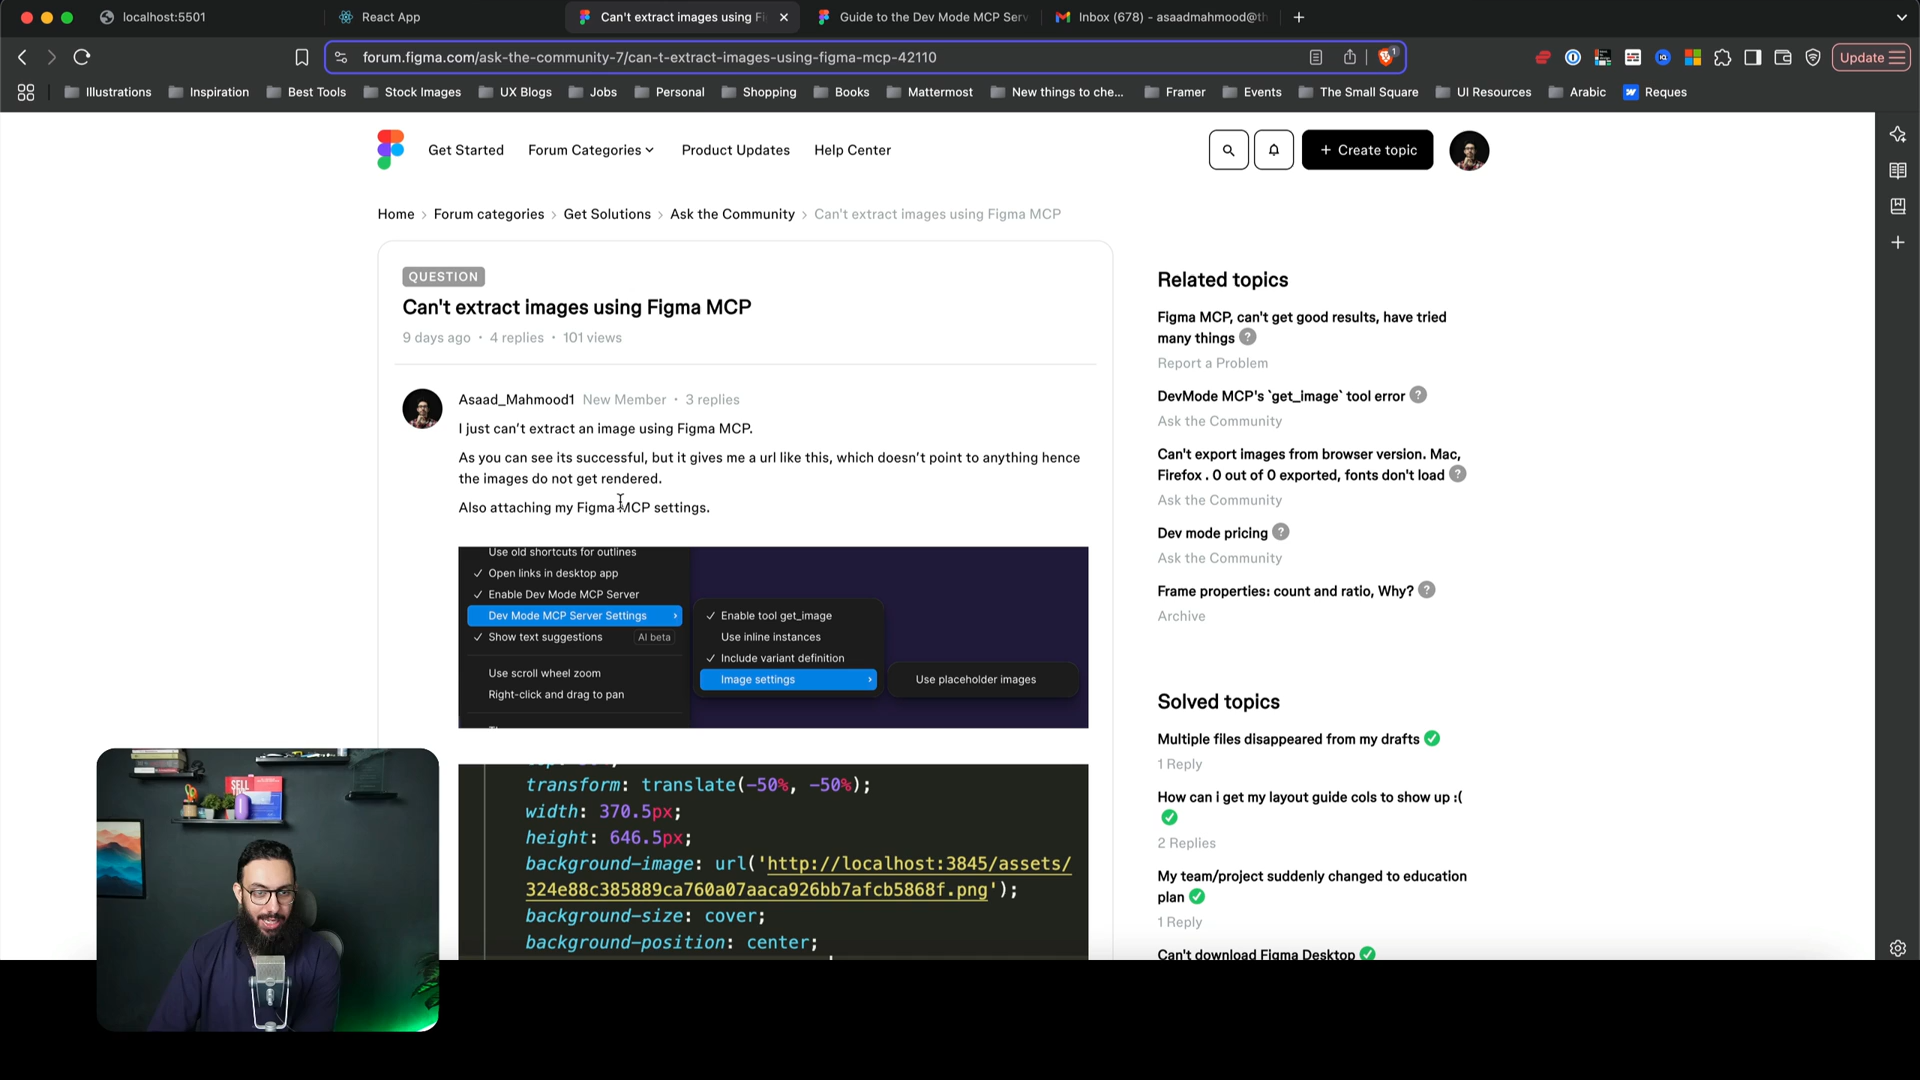 localhost:5501
React App
Can't extract images using Fi
Guide to the Dev Mode MCP Serv
Inbox (678) - asaadmahmood@th
forum.figma.com/ask-the-community-7/can-t-extract-images-using-figma-mcp-42110
1
Update
Illustrations
Inspiration
Best Tools
Stock Images
UX Blogs
Jobs
Personal
Shopping
Books
Mattermost
New things to che...
Framer
Events
The Small Square
UI Resources
Arabic
Reques
Get Started
Forum Categories
Product Updates
Help Center
+ Create topic
Home > Forum categories > Get Solutions > Ask the Community > Can't extract images using Figma MCP
QUESTION
Can't extract images using Figma MCP
9 days ago • 4 replies • 101 views
Asaad_Mahmood1 New Member • 3 replies
I just can’t extract an image using Figma MCP.
As you can see its successful, but it gives me a url like this, which doesn’t point to anything hence
the images do not get rendered.
Also attaching my Figma MCP settings.
Use old shortcuts for outlines
Open links in desktop app
Enable Dev Mode MCP Server
Dev Mode MCP Server Settings
Show text suggestions AI beta
Use scroll wheel zoom
Right-click and drag to pan
Enable tool get_image
Use inline instances
Include variant definition
Image settings
Use placeholder images
transform: translate(-50%, -50%);
width: 370.5px;
height: 646.5px;
background-image: url('http://localhost:3845/assets/
324e88c385889ca760a07aaca926bb7afcb5868f.png');
background-size: cover;
background-position: center;
Related topics
Figma MCP, can't get good results, have tried
many things ?
Report a Problem
DevMode MCP's `get_image` tool error ?
Ask the Community
Can't export images from browser version. Mac,
Firefox . 0 out of 0 exported, fonts don't load ?
Ask the Community
Dev mode pricing ?
Ask the Community
Frame properties: count and ratio, Why? ?
Archive
Solved topics
Multiple files disappeared from my drafts
1 Reply
How can i get my layout guide cols to show up :(
2 Replies
My team/project suddenly changed to education
plan
1 Reply
Can't download Figma Desktop
SELL